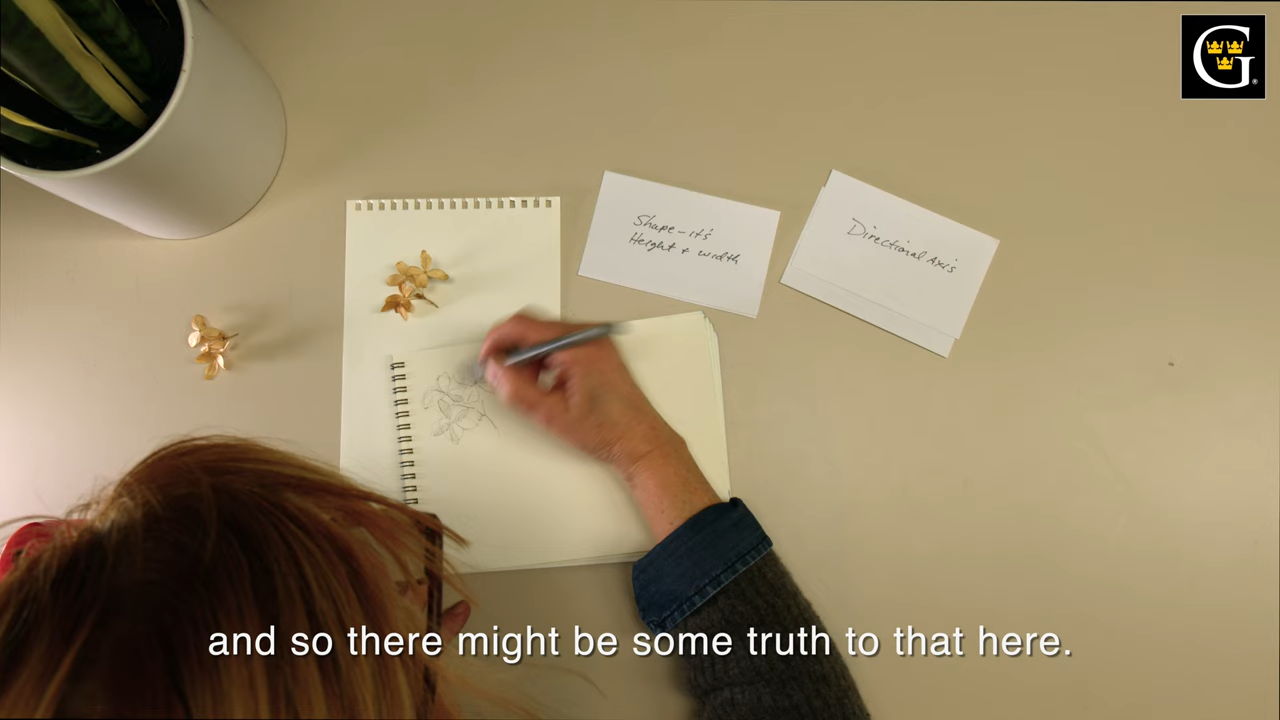 G
Shape-it's
Height + width
Directional Axis
and so there might be some truth to that here.